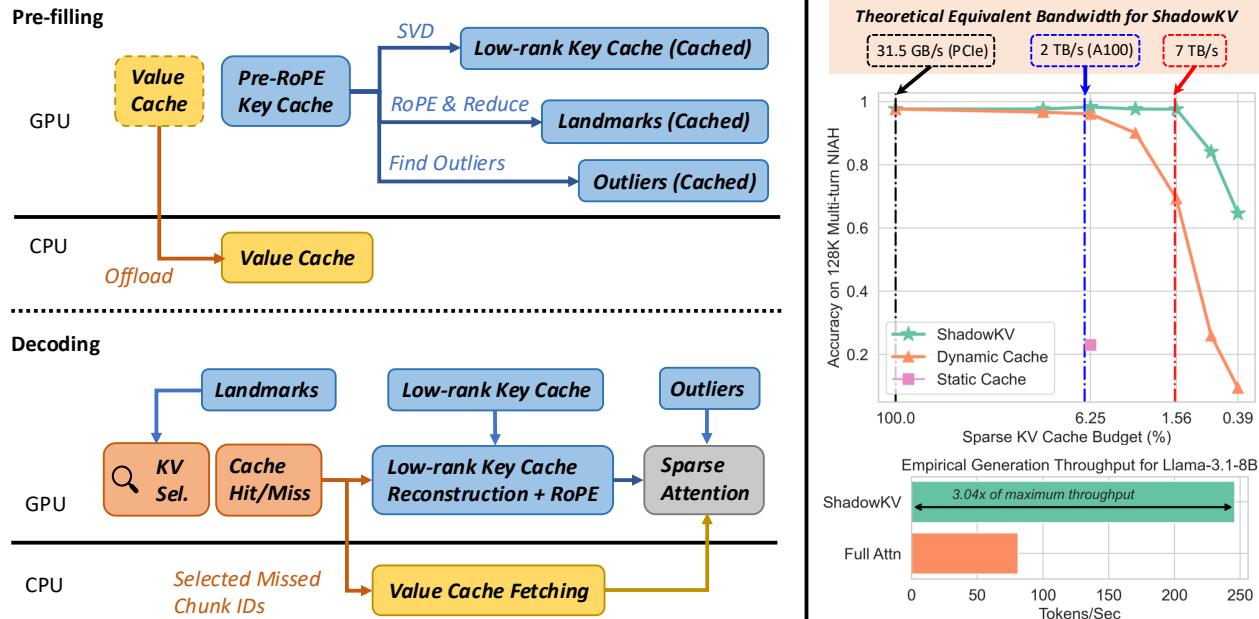 Pre-filling
GPU
Value
Cache
Pre-RoPE
Key Cache
SVD
Low-rank Key Cache (Cached)
RoPE & Reduce
Landmarks (Cached)
Find Outliers
Outliers (Cached)
CPU
Offload
Value Cache
Decoding
Landmarks
Low-rank Key Cache
Outliers
GPU
KV
Sel.
Cache
Hit/Miss
Low-rank Key Cache
Reconstruction + RoPE
Sparse
Attention
CPU
Selected Missed
Chunk IDs
Value Cache Fetching
Theoretical Equivalent Bandwidth for ShadowKV
31.5 GB/s (PCIe)
2 TB/s (A100)
7 TB/s
Accuracy on 128K Multi-turn NIAH
1
0.8
0.6
0.4
0.2
ShadowKV
Dynamic Cache
Static Cache
100.0
6.25
1.56
0.39
Sparse KV Cache Budget (%)
Empirical Generation Throughput for Llama-3.1-8B
ShadowKV
3.04x of maximum throughput
Full Attn
0
50
100
150
200
250
Tokens/Sec